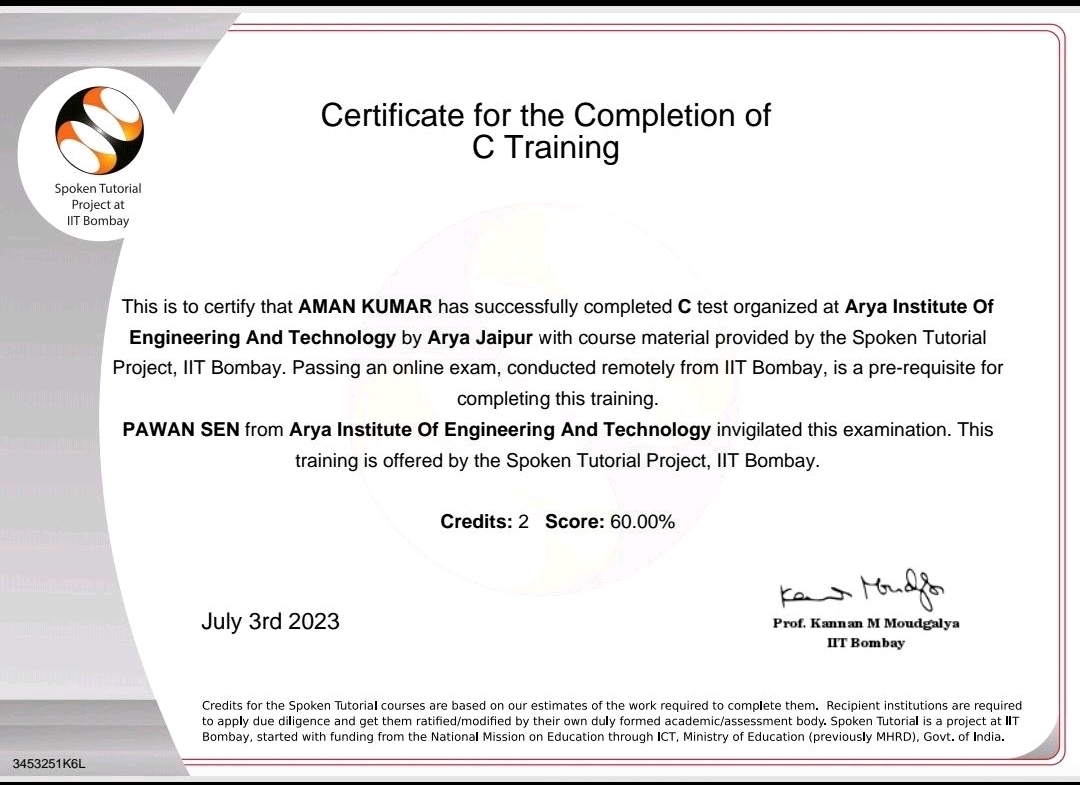 Spoken Tutorial
Project at
IIT Bombay
Certificate for the Completion of
C Training
This is to certify that AMAN KUMAR has successfully completed C test organized at Arya Institute Of
Engineering And Technology by Arya Jaipur with course material provided by the Spoken Tutorial
Project, IIT Bombay. Passing an online exam, conducted remotely from IIT Bombay, is a pre-requisite for
completing this training.
PAWAN SEN from Arya Institute Of Engineering And Technology invigilated this examination. This
training is offered by the Spoken Tutorial Project, IIT Bombay.
Credits: 2 Score: 60.00%
July 3rd 2023
Prof. Kannan M Moudgalya
IIT Bombay
Credits for the Spoken Tutorial courses are based on our estimates of the work required to complete them. Recipient institutions are required
to apply due diligence and get them ratified/modified by their own duly formed academic/assessment body. Spoken Tutorial is a project at IIT
Bombay, started with funding from the National Mission on Education through ICT, Ministry of Education (previously MHRD), Govt. of India.
3453251K6L